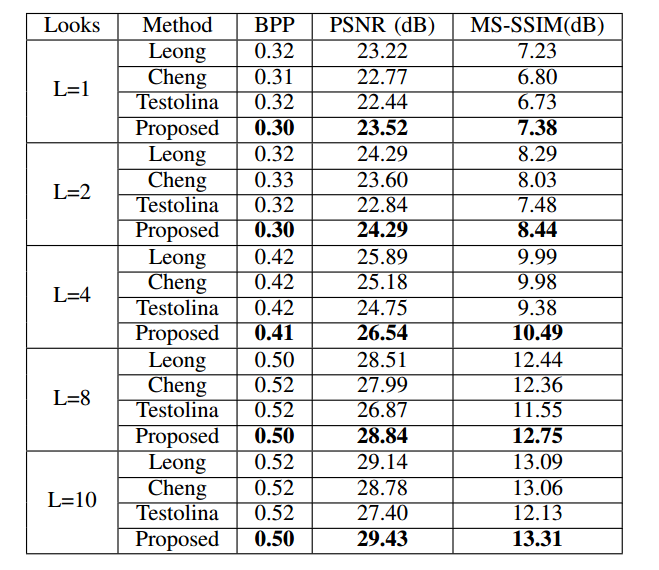 Looks Method BPP PSNR (dB) MS-SSIM(dB)
L=1
Leong 0.32 23.22 7.23
Cheng 0.31 22.77 6.80
Testolina 0.32 22.44 6.73
Proposed 0.30 23.52 7.38
L=2
Leong 0.32 24.29 8.29
Cheng 0.33 23.60 8.03
Testolina 0.32 22.84 7.48
Proposed 0.30 24.29 8.44
L=4
Leong 0.42 25.89 9.99
Cheng 0.42 25.18 9.98
Testolina 0.42 24.75 9.38
Proposed 0.41 26.54 10.49
L=8
Leong 0.50 28.51 12.44
Cheng 0.52 27.99 12.36
Testolina 0.52 26.87 11.55
Proposed 0.50 28.84 12.75
L=10
Leong 0.52 29.14 13.09
Cheng 0.52 28.78 13.06
Testolina 0.52 27.40 12.13
Proposed 0.50 29.43 13.31